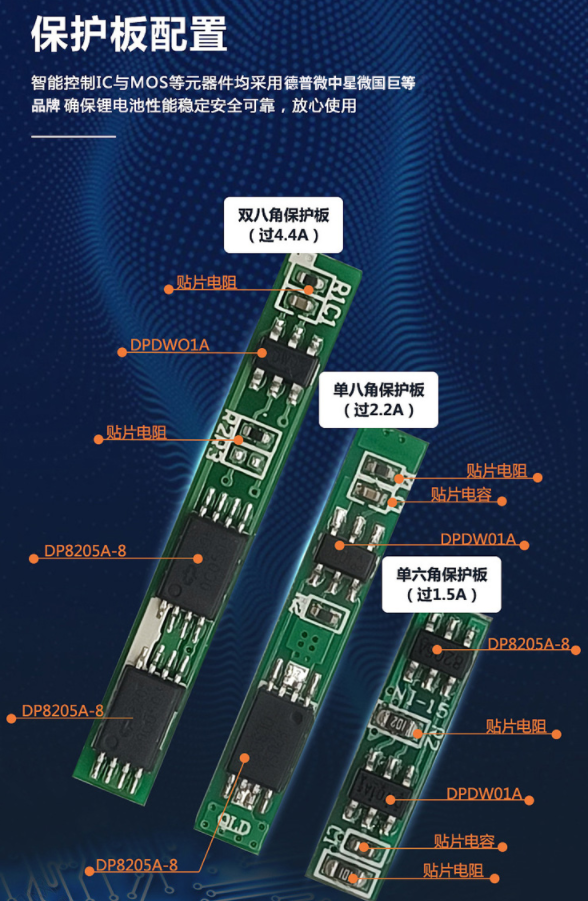 保护板配置
智能控制IC与MOS等元器件均采用德普微中星微国巨等
品牌 确保锂电池性能稳定安全可靠，放心使用
双八角保护板
（过4.4A）
贴片电阻
R1C1
DPDWO1A
单八角保护板
（过2.2A）
贴片电阻
R2R3
贴片电阻
贴片电容
DPDW01A
DP8205A-8
单六角保护板
（过1.5A）
DP8205A-8
DP8205A-8
贴片电阻
102
DPDW01A
QLD
贴片电容
DP8205A-8
贴片电阻
101